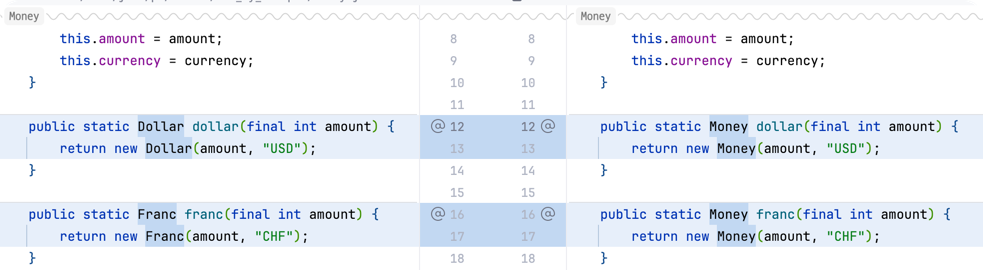 Money
this.amount = amount;
this.currency = currency;
}
public static Dollar dollar(final int amount) {
return new Dollar(amount, "USD");
}
public static Franc franc(final int amount) {
return new Franc(amount, "CHF");
}
8 8
9 9
10 10
11 11
@ 12 12 @
13 13
14 14
15 15
@ 16 16 @
17 17
18 18
Money
this.amount = amount;
this.currency = currency;
}
public static Money dollar(final int amount) {
return new Money(amount, "USD");
}
public static Money franc(final int amount) {
return new Money(amount, "CHF");
}